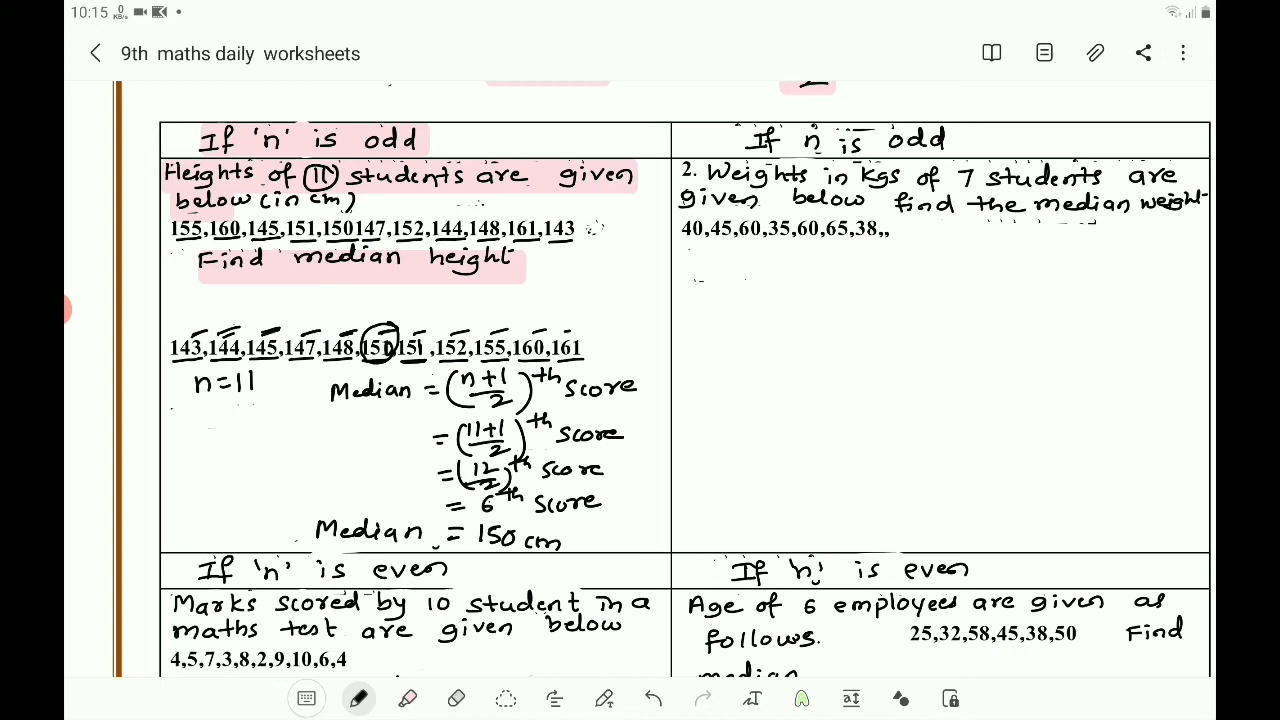 10:15 0 KB/s
9th maths daily worksheets
If 'n' is odd
Heights of 11 students are given
below (in cm)
155,160,145,151,150147,152,144,148,161,143
Find median height
143,144,145,147,148,150,151,152,155,160,161
n=11
Median = (n+1/2)th Score
= (11+1/2)th Score
= (12/2)th Score
= 6th Score
Median = 150 cm
If n is odd
2. Weights in kgs of 7 students are
given below find the median weight
40,45,60,35,60,65,38,,
If 'n' is even
Marks scored by 10 student in a
maths test are given below
4,5,7,3,8,2,9,10,6,4
If 'n' is even
Age of 6 employees are given as
follows. 25,32,58,45,38,50 Find
median